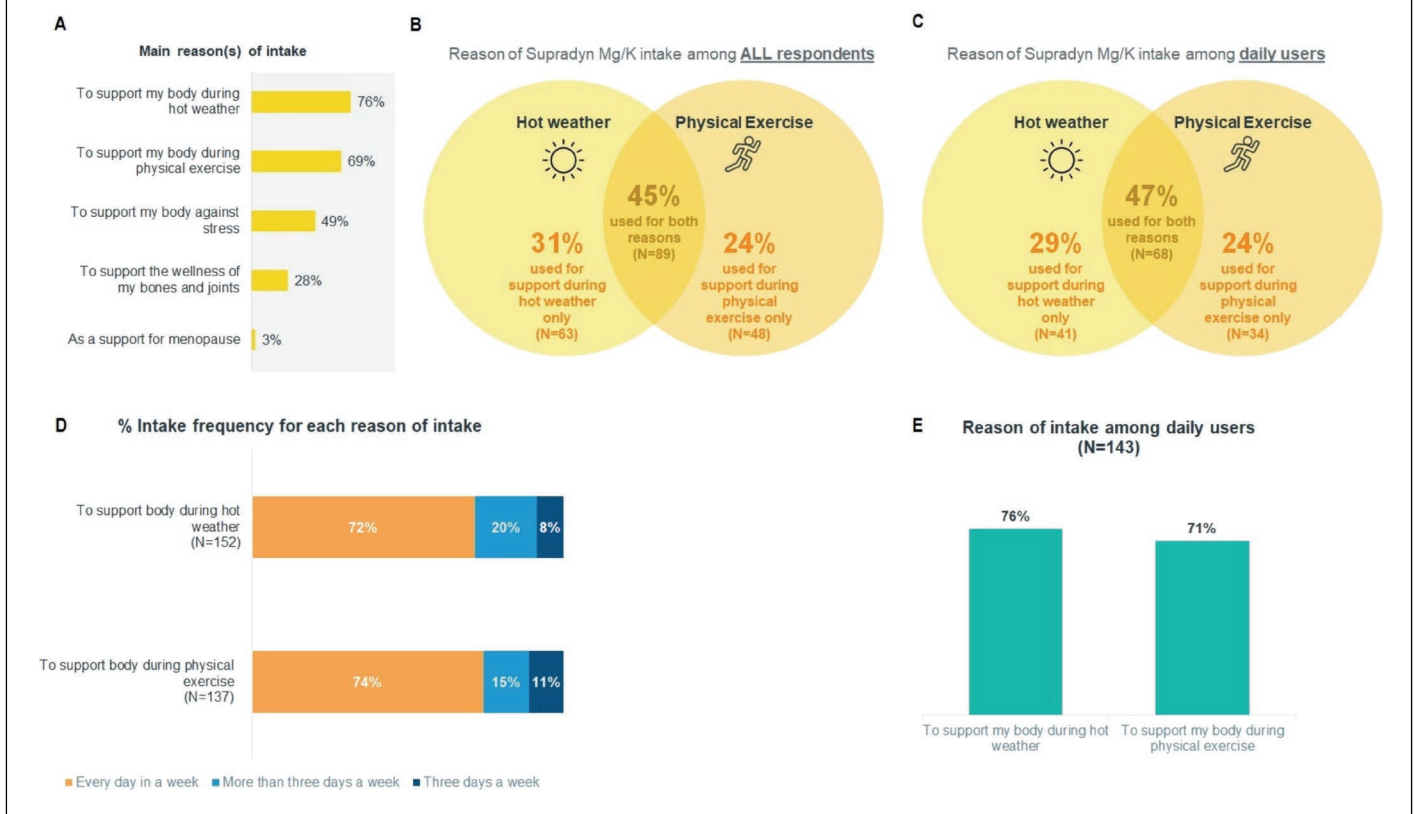 A
Main reason(s) of intake
To support my body during
hot weather
76%
To support my body during
physical exercise
69%
To support my body against
stress
49%
To support the wellness of
my bones and joints
28%
As a support for menopause
3%
B
Reason of Supradyn Mg/K intake among ALL respondents
Hot weather
Physical Exercise
45%
used for both
reasons
(N=89)
31%
used for
support during
hot weather
only
(N=63)
24%
used for
support during
physical
exercise only
(N=48)
C
Reason of Supradyn Mg/K intake among daily users
Hot weather
Physical Exercise
47%
used for both
reasons
(N=68)
29%
used for
support during
hot weather
only
(N=41)
24%
used for
support during
physical
exercise only
(N=34)
D
% Intake frequency for each reason of intake
To support body during hot
weather
(N=152)
72% 20% 8%
To support body during physical
exercise
(N=137)
74% 15% 11%
Every day in a week More than three days a week Three days a week
E
Reason of intake among daily users
(N=143)
76%
71%
To support my body during hot
weather
To support my body during
physical exercise